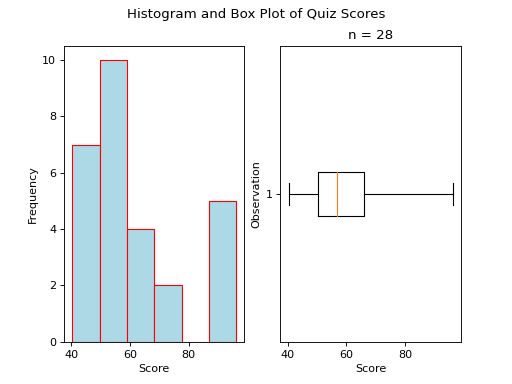 Histogram and Box Plot of Quiz Scores
10
8
6
4
2
0
Frequency
40 60 80
Score
n = 28
Observation
1
40 60 80
Score